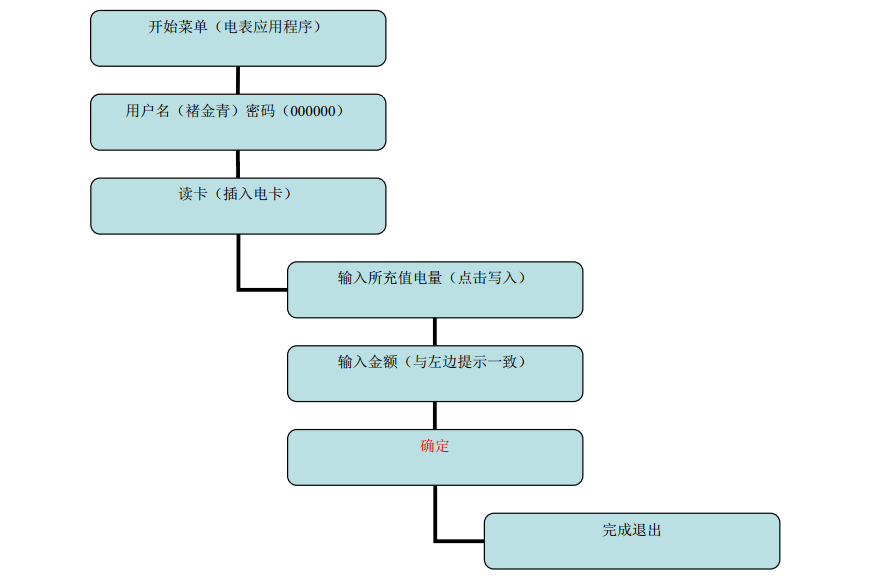 开始菜单（电表应用程序）
用户名（褚金青）密码（000000）
读卡（插入电卡）
输入所充值电量（点击写入）
输入金额（与左边提示一致）
确定
完成退出